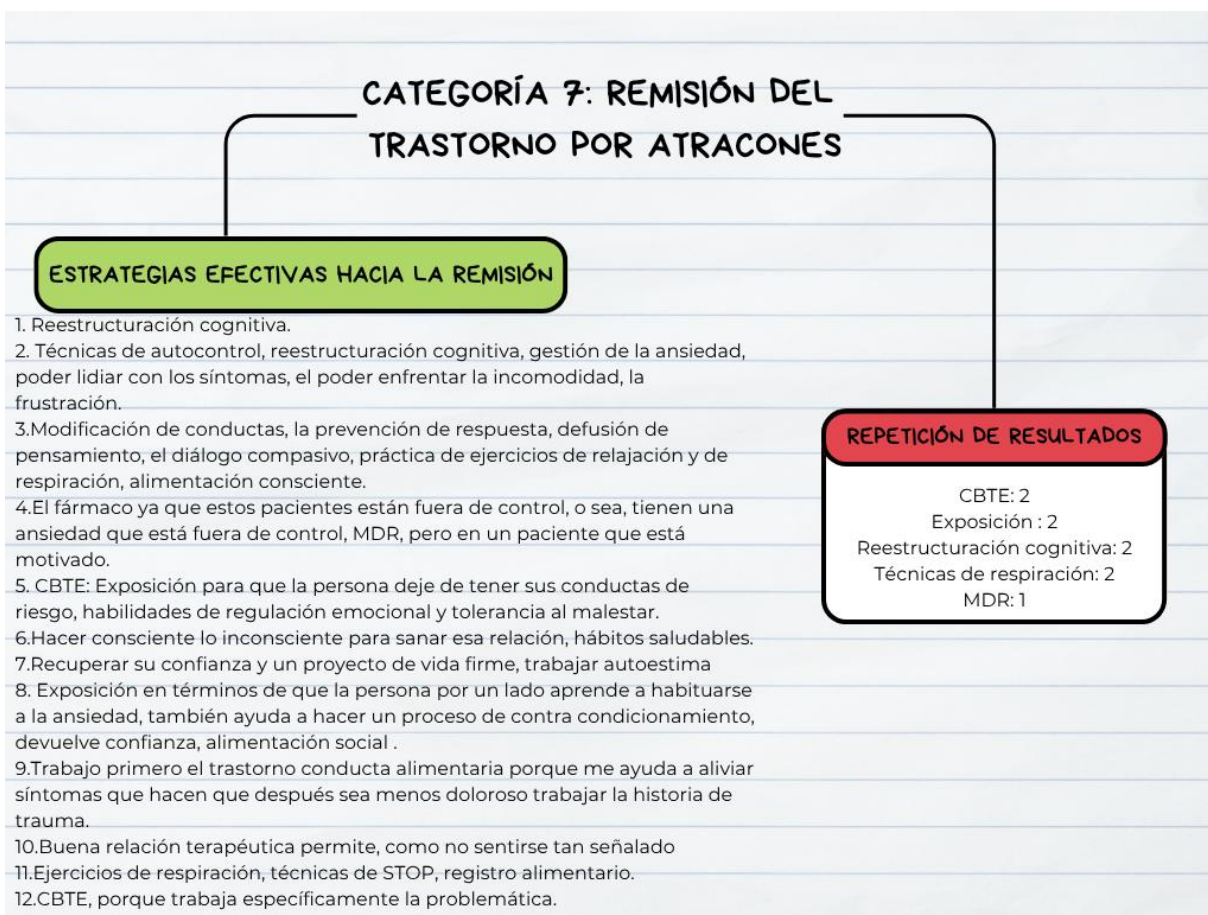 CATEGORÍA 7: REMISIÓN DEL
TRASTORNO POR ATRACONES
ESTRATEGIAS EFECTIVAS HACIA LA REMISIÓN
1. Reestructuración cognitiva.
2. Técnicas de autocontrol, reestructuración cognitiva, gestión de la ansiedad,
poder lidiar con los síntomas, el poder enfrentar la incomodidad, la
frustración.
3.Modificación de conductas, la prevención de respuesta, defusión de
pensamiento, el diálogo compasivo, práctica de ejercicios de relajación y de
respiración, alimentación consciente.
4.El fármaco ya que estos pacientes están fuera de control, o sea, tienen una
ansiedad que está fuera de control, MDR, pero en un paciente que está
motivado.
5. CBTE: Exposición para que la persona deje de tener sus conductas de
riesgo, habilidades de regulación emocional y tolerancia al malestar.
6.Hacer consciente lo inconsciente para sanar esa relación, hábitos saludables.
7.Recuperar su confianza y un proyecto de vida firme, trabajar autoestima
8. Exposición en términos de que la persona por un lado aprende a habituarse
a la ansiedad, también ayuda a hacer un proceso de contra condicionamiento,
devuelve confianza, alimentación social .
9.Trabajo primero el trastorno conducta alimentaria porque me ayuda a aliviar
síntomas que hacen que después sea menos doloroso trabajar la historia de
trauma.
10.Buena relación terapéutica permite, como no sentirse tan señalado
11.Ejercicios de respiración, técnicas de STOP, registro alimentario.
12.CBTE, porque trabaja específicamente la problemática.
REPETICIÓN DE RESULTADOS
CBTE: 2
Exposición : 2
Reestructuración cognitiva: 2
Técnicas de respiración: 2
MDR: 1